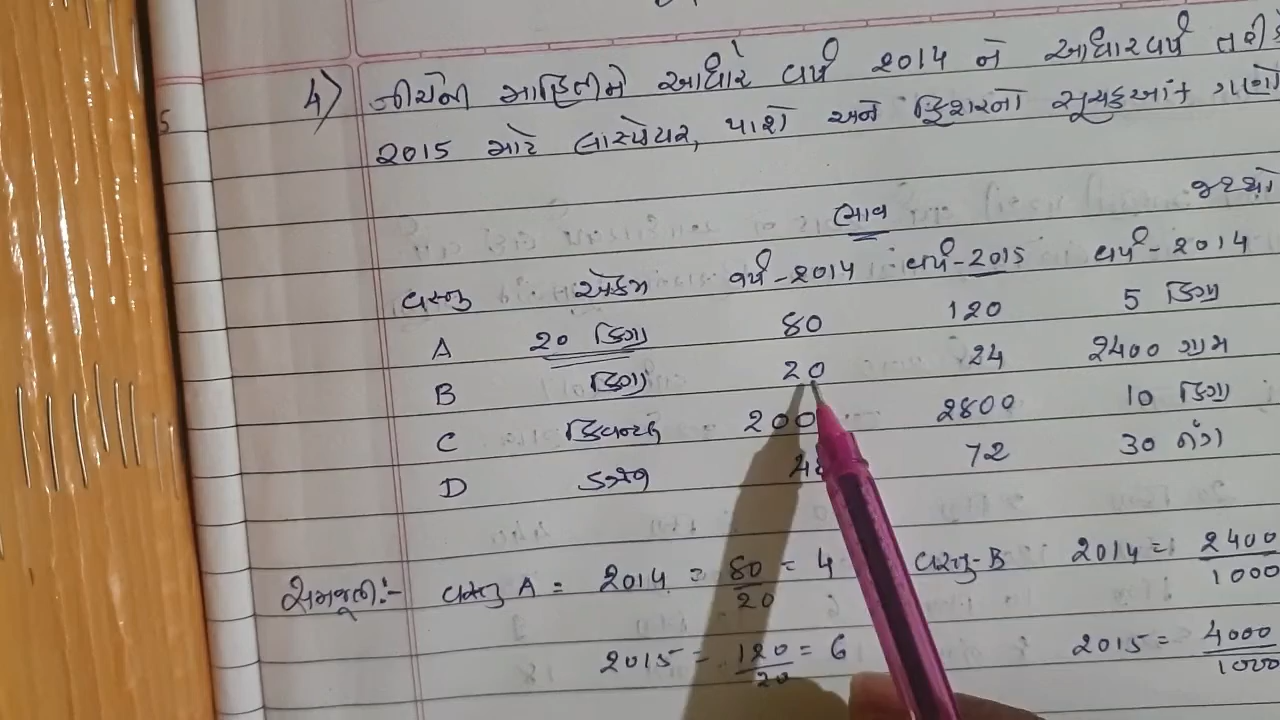 4) નીચેની માહિતીને આધારે વર્ષ 2014 ને આધારવર્ષ તરીકે
2015 માટે લાસ્પેયર, પાશે અને ફિશરનો સૂચકઆંક ગણો
ભાવ જથ્થો
વસ્તુ એકમ વર્ષ-2014 વર્ષ-2015 વર્ષ-2014
A 20 કિગ્રા 80 120 5 કિગ્રા
B કિગ્રા 20 24 2400 ગ્રામ
C કિવન્ટલ 200 2800 10 કિગ્રા
D ડઝન 72 30 નંગ
સમજૂતી:- વસ્તુ A = 2014 = 80/20 = 4 વસ્તુ-B 2014 = 2400/1000
2015 = 120/20 = 6 2015 = 4000/1000